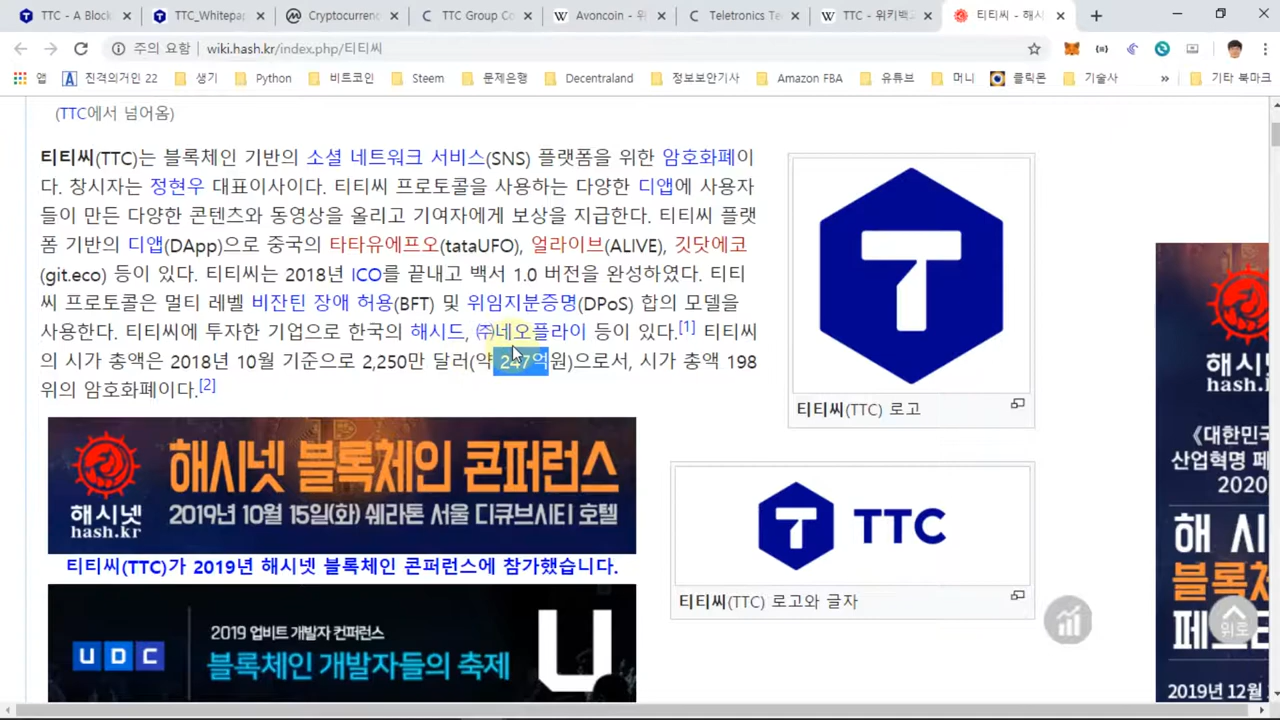 TTC - A Block
TTC_Whitepap
Cryptocurrenc
TTC Group Co
Avoncoin - 위
Teletronics Te
TTC - 위키백고
티티씨 - 해시
주의 요함
wiki.hash.kr/index.php/티티씨
앱
진격의거인 22
생기
Python
비트코인
Steem
문제은행
Decentraland
정보보안기사
Amazon FBA
유튜브
머니
클릭몬
기술사
»
기타 북마크
(TTC에서 넘어옴)
티티씨(TTC)는 블록체인 기반의 소셜 네트워크 서비스(SNS) 플랫폼을 위한 암호화폐이
다. 창시자는 정현우 대표이사이다. 티티씨 프로토콜을 사용하는 다양한 디앱에 사용자
들이 만든 다양한 콘텐츠와 동영상을 올리고 기여자에게 보상을 지급한다. 티티씨 플랫
폼 기반의 디앱(DApp)으로 중국의 타타유에프오(tataUFO), 얼라이브(ALIVE), 깃닷에코
(git.eco) 등이 있다. 티티씨는 2018년 ICO를 끝내고 백서 1.0 버전을 완성하였다. 티티
씨 프로토콜은 멀티 레벨 비잔틴 장애 허용(BFT) 및 위임지분증명(DPoS) 합의 모델을
사용한다. 티티씨에 투자한 기업으로 한국의 해시드, ㈜네오플라이 등이 있다.[1] 티티씨
의 시가 총액은 2018년 10월 기준으로 2,250만 달러(약 247억원)으로서, 시가 총액 198
위의 암호화폐이다.[2]
티티씨(TTC) 로고
TTC
티티씨(TTC) 로고와 글자
해시넷
hash.kr
해시넷 블록체인 콘퍼런스
2019년 10월 15일(화) 쉐라톤 서울 디큐브시티 호텔
티티씨(TTC)가 2019년 해시넷 블록체인 콘퍼런스에 참가했습니다.
UDC
2019 업비트 개발자 컨퍼런스
블록체인 개발자들의 축제
U
해시
hash.
《대한민국
산업혁명 페
2020
해 시
블록
페
2019년 12월
위로